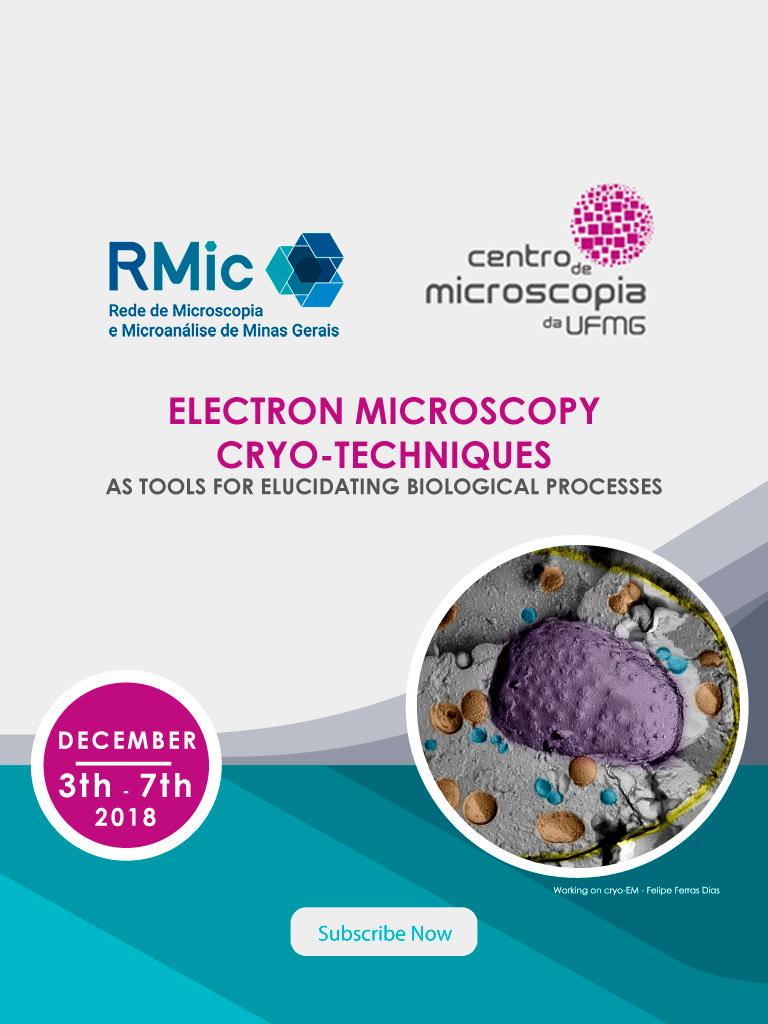 RMic
Rede de Microscopia
e Microanálise de Minas Gerais
centro de
microscopia
da UFMG
ELECTRON MICROSCOPY
CRYO-TECHNIQUES
AS TOOLS FOR ELUCIDATING BIOLOGICAL PROCESSES
DECEMBER
3th - 7th
2018
Working on cryo-EM - Felipe Ferras Dias
Subscribe Now